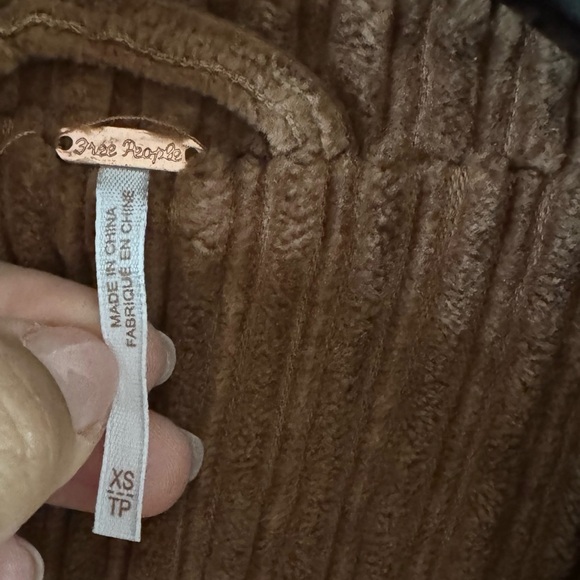 Free People
MADE IN CHINA
FABRIQUÉ EN CHINE
XS
TP